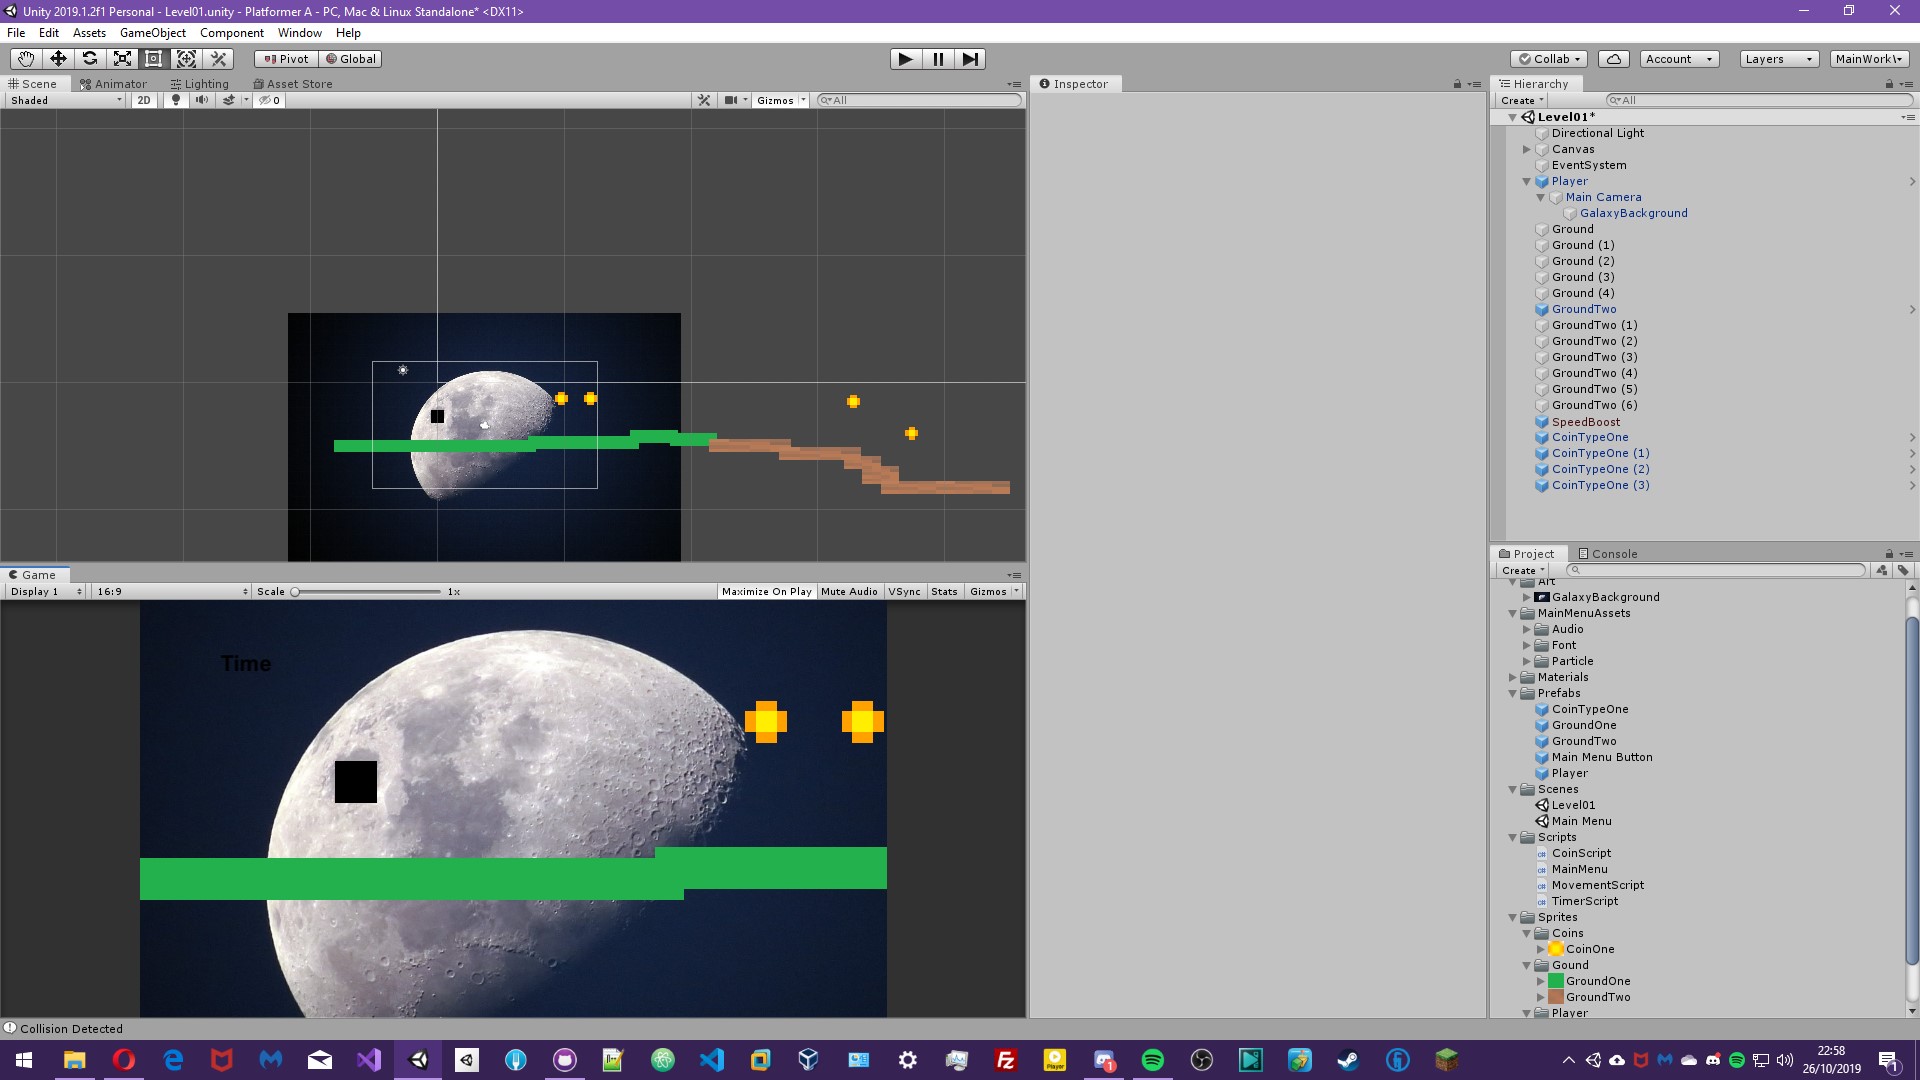 Unity 2019.1.2f1 Personal - Level01.unity - Platformer A - PC, Mac & Linux Standalone* <DX11>
File Edit Assets GameObject Component Window Help
Pivot Global
Collab Account Layers MainWork
Scene Animator Lighting Asset Store
Shaded 2D 0 Gizmos All
Inspector
Hierarchy
Create All
Level01*
Directional Light
Canvas
EventSystem
Player
Main Camera
GalaxyBackground
Ground
Ground (1)
Ground (2)
Ground (3)
Ground (4)
GroundTwo
GroundTwo (1)
GroundTwo (2)
GroundTwo (3)
GroundTwo (4)
GroundTwo (5)
GroundTwo (6)
SpeedBoost
CoinTypeOne
CoinTypeOne (1)
CoinTypeOne (2)
CoinTypeOne (3)
Game
Display 1 16:9 Scale 1x Maximize On Play Mute Audio VSync Stats Gizmos
Time
Project Console
Create
Art
GalaxyBackground
MainMenuAssets
Audio
Font
Particle
Materials
Prefabs
CoinTypeOne
GroundOne
GroundTwo
Main Menu Button
Player
Scenes
Level01
Main Menu
Scripts
CoinScript
MainMenu
MovementScript
TimerScript
Sprites
Coins
CoinOne
Gound
GroundOne
GroundTwo
Player
Collision Detected
22:58
26/10/2019